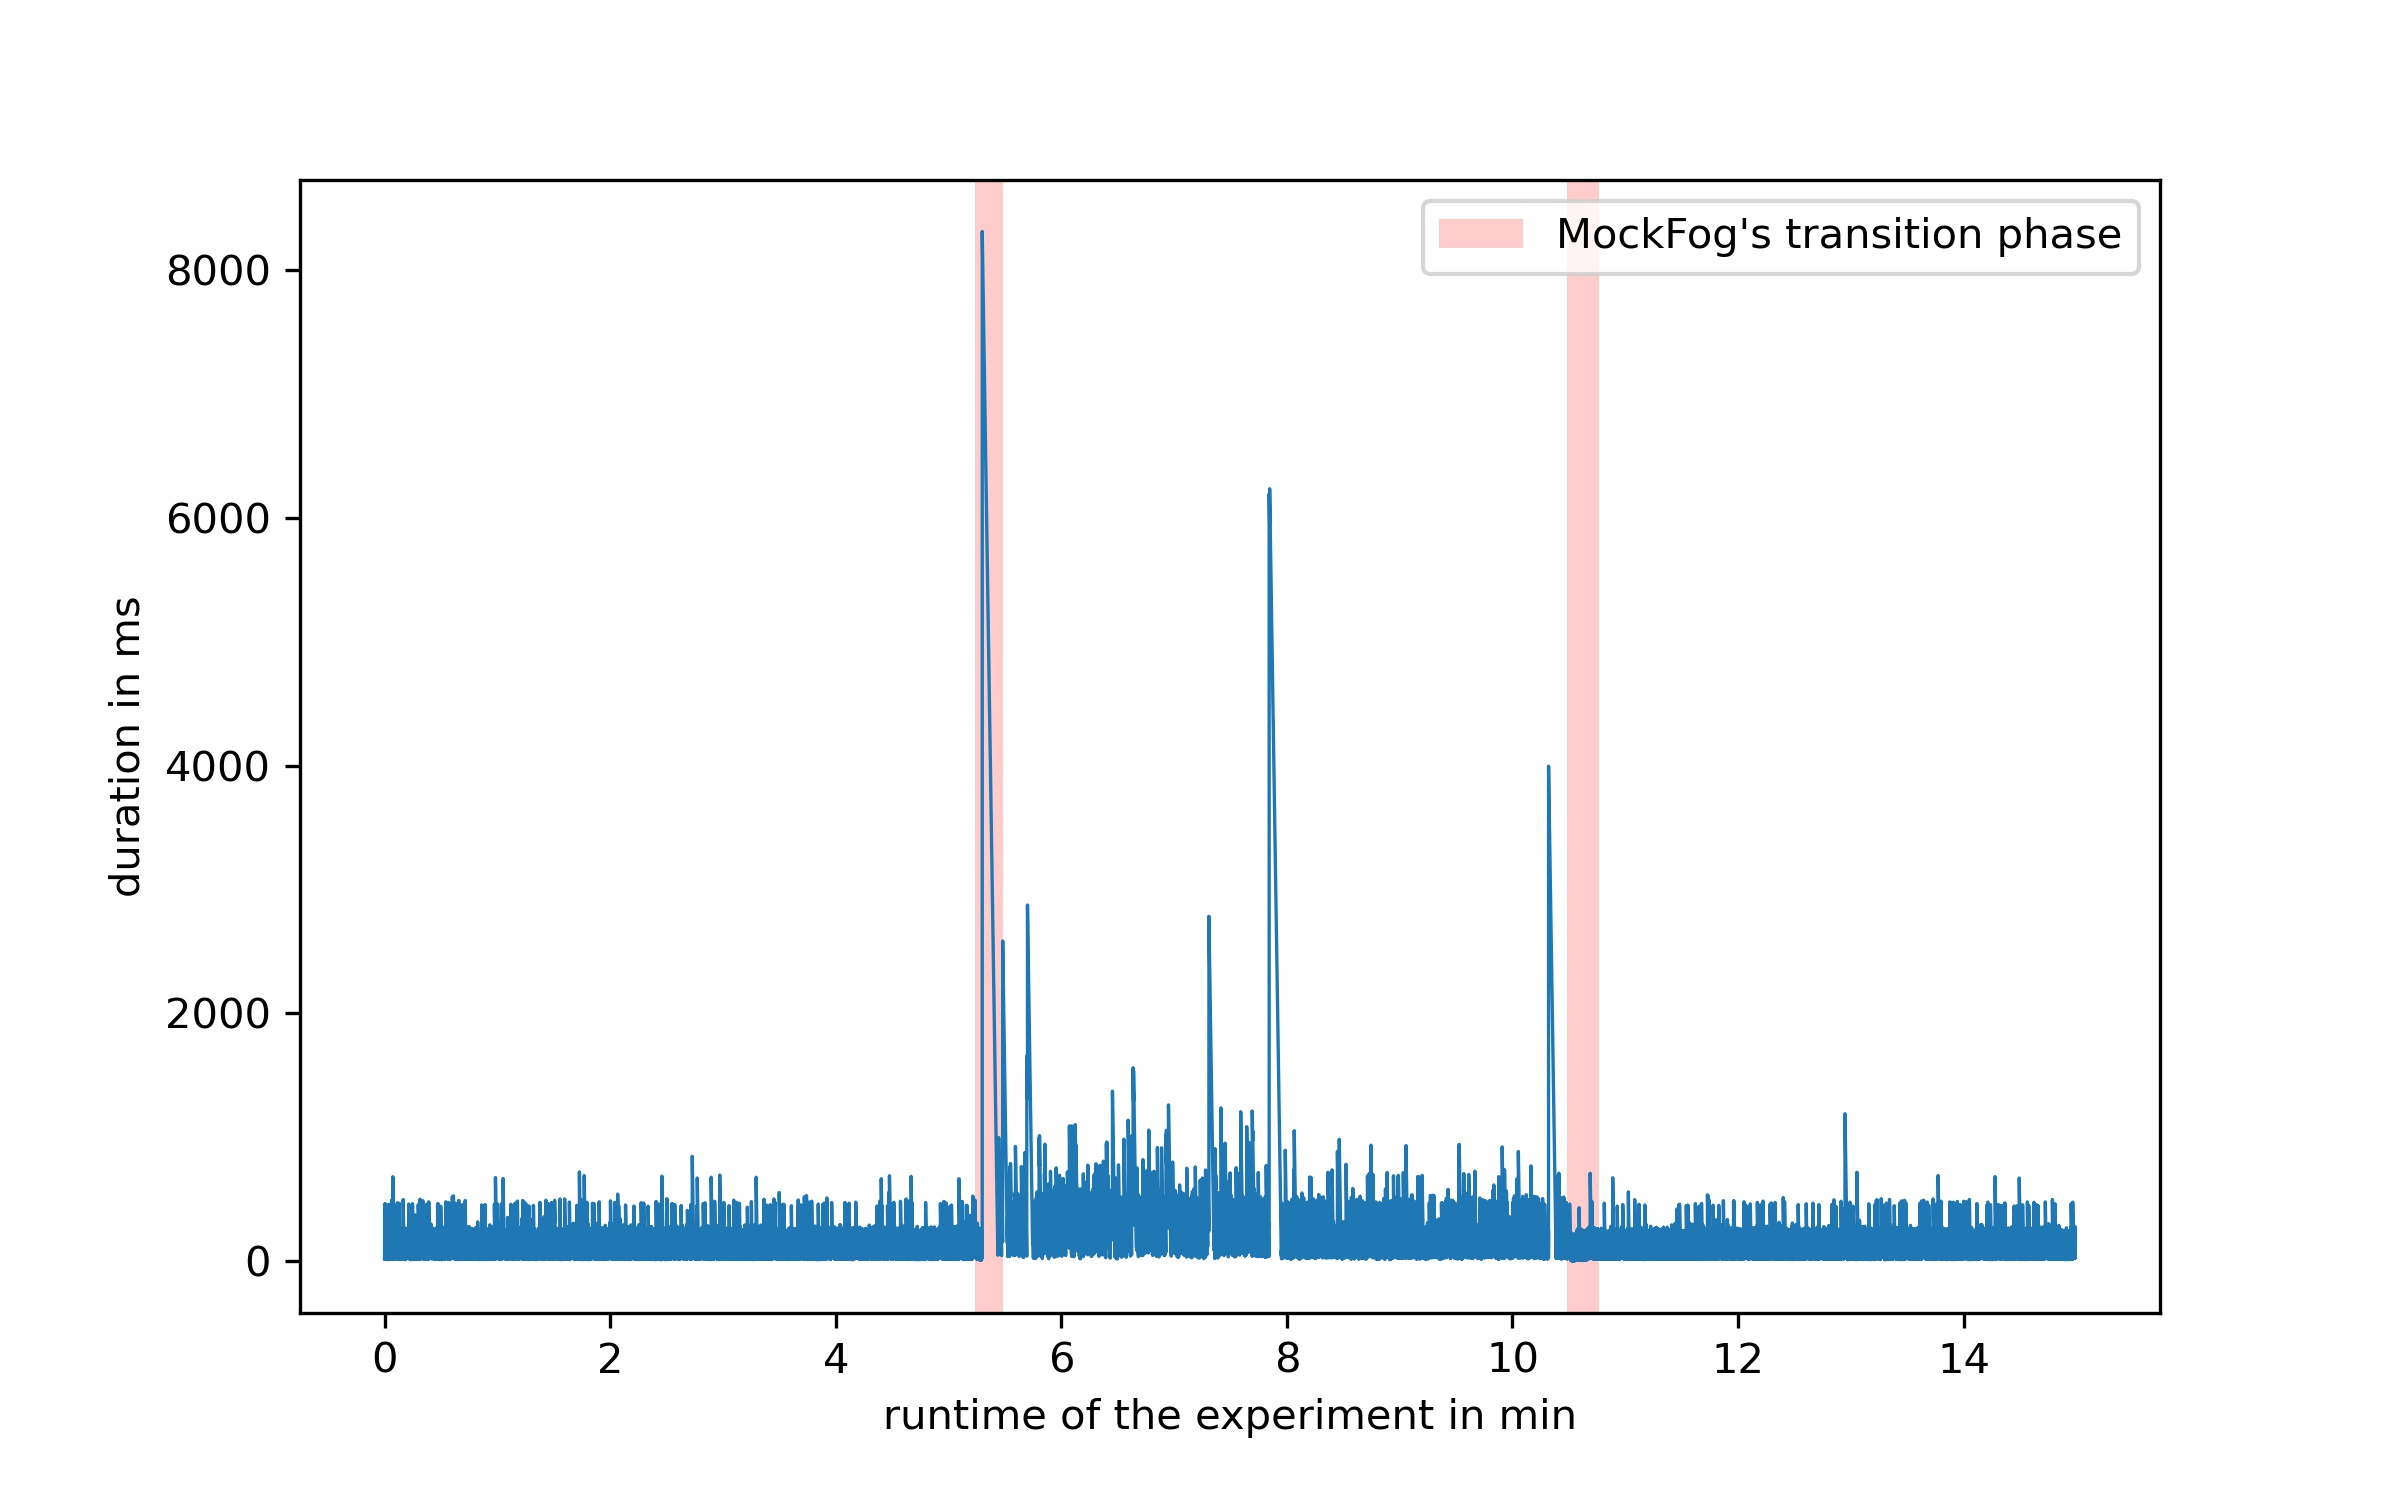 MockFog's transition phase
8000
6000
4000
2000
0
duration in ms
0 2 4 6 8 10 12 14
runtime of the experiment in min